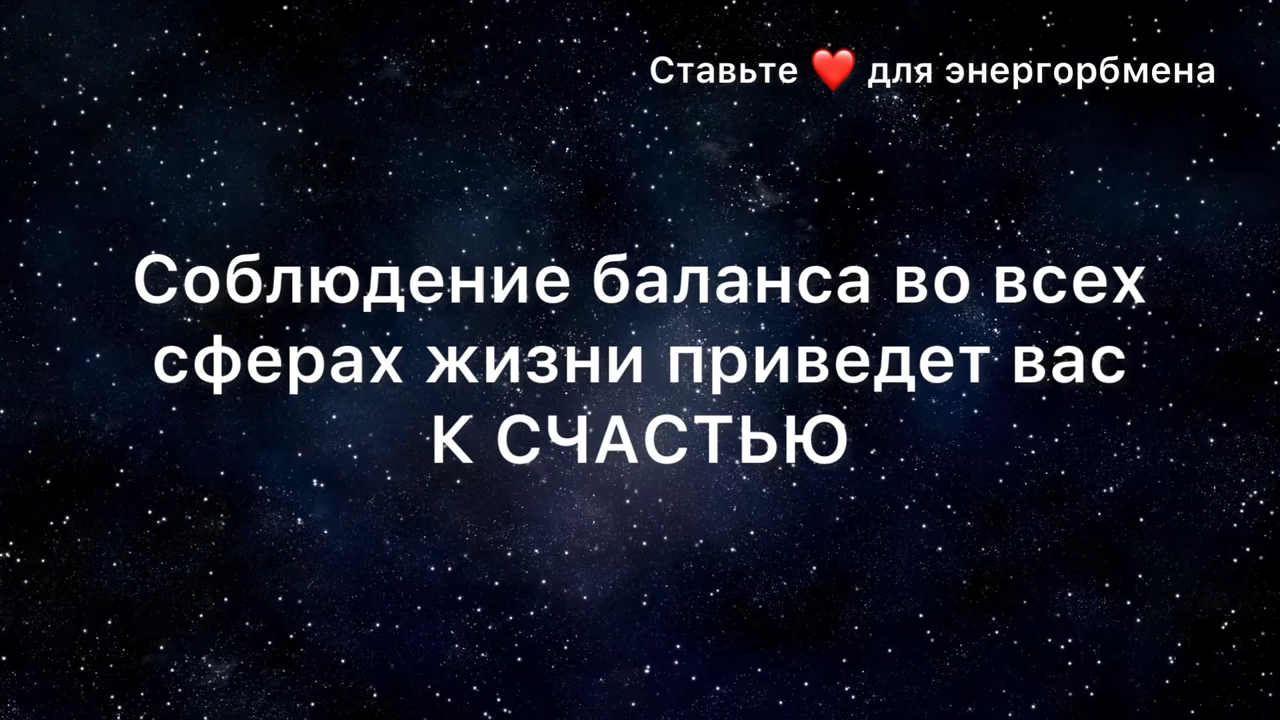 Ставьте ❤️ для энергорбмена
Соблюдение баланса во всех
сферах жизни приведет вас
К СЧАСТЬЮ